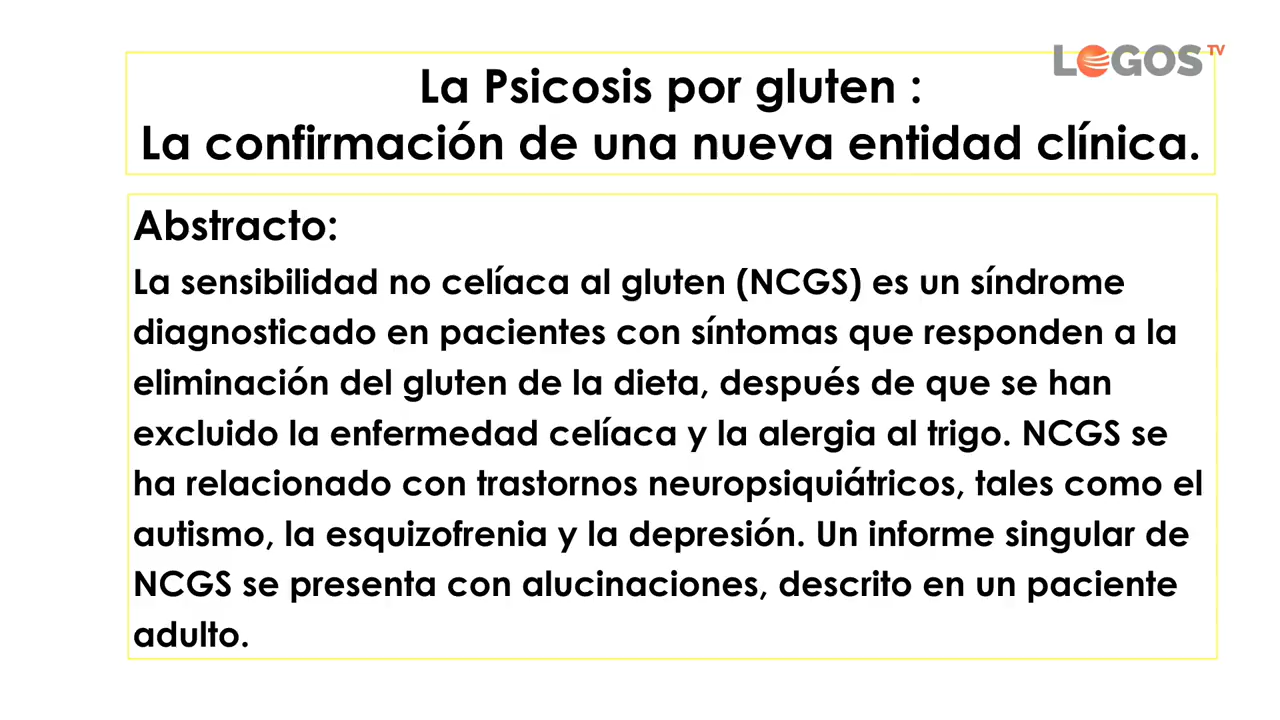 LOGOS TV
La Psicosis por gluten :
La confirmación de una nueva entidad clínica.
Abstracto:
La sensibilidad no celíaca al gluten (NCGS) es un síndrome
diagnosticado en pacientes con síntomas que responden a la
eliminación del gluten de la dieta, después de que se han
excluido la enfermedad celíaca y la alergia al trigo. NCGS se
ha relacionado con trastornos neuropsiquiátricos, tales como el
autismo, la esquizofrenia y la depresión. Un informe singular de
NCGS se presenta con alucinaciones, descrito en un paciente
adulto.